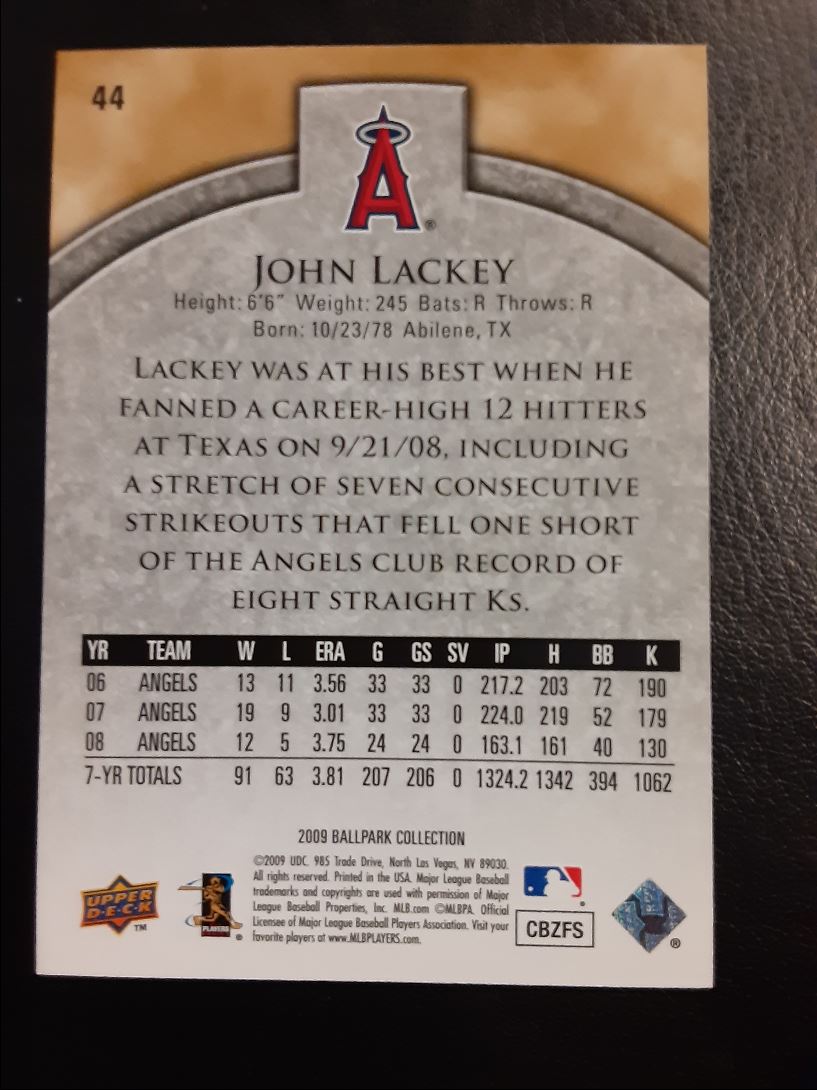 44
A®
JOHN LACKEY
Height: 6'6" Weight: 245 Bats: R Throws: R
Born: 10/23/78 Abilene, TX
LACKEY WAS AT HIS BEST WHEN HE
FANNED A CAREER-HIGH 12 HITTERS
AT TEXAS ON 9/21/08, INCLUDING
A STRETCH OF SEVEN CONSECUTIVE
STRIKEOUTS THAT FELL ONE SHORT
OF THE ANGELS CLUB RECORD OF
EIGHT STRAIGHT KS.
YR TEAM W L ERA G GS SV IP H BB K
06 ANGELS 13 11 3.56 33 33 0 217.2 203 72 190
07 ANGELS 19 9 3.01 33 33 0 224.0 219 52 179
08 ANGELS 12 5 3.75 24 24 0 163.1 161 40 130
7-YR TOTALS 91 63 3.81 207 206 0 1324.2 1342 394 1062
2009 BALLPARK COLLECTION
©2009 UDC. 985 Trade Drive, North Las Vegas, NV 89030.
All rights reserved. Printed in the USA. Major League Baseball
trademarks and copyrights are used with permission of Major
League Baseball Properties, Inc. MLB.com ©MLBPA. Official
Licensee of Major League Baseball Players Association. Visit your
favorite players at www.MLBPLAYERS.com.
UPPER
D·E·C·K
TM
PLAYERS
®
CBZFS
®